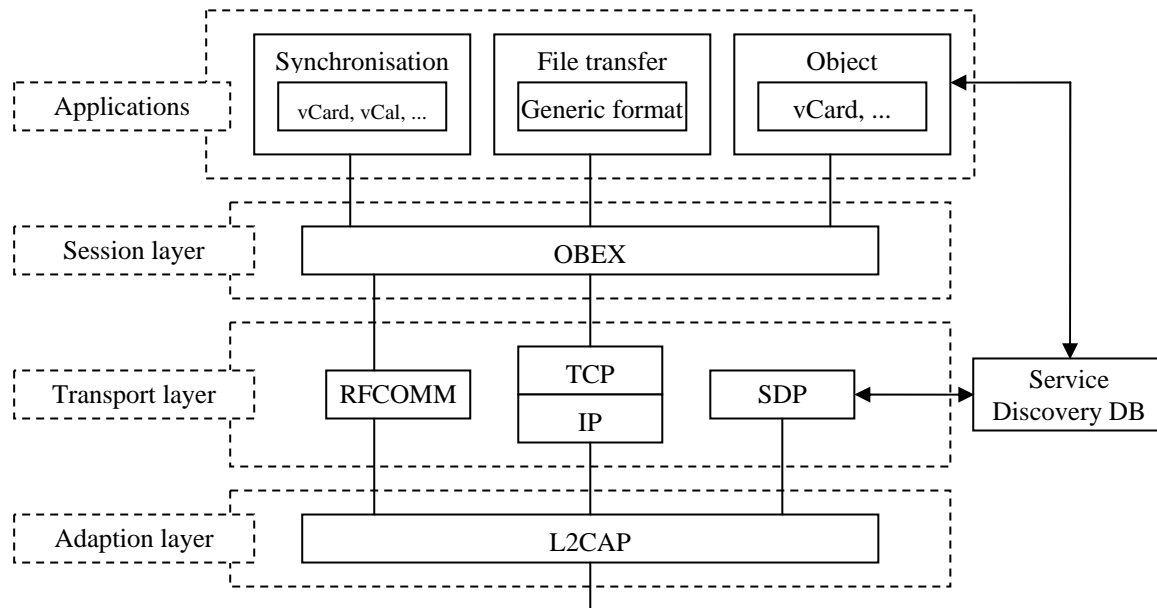 Synchronisation
vCard, vCal, ...
File transfer
Generic format
Object
vCard, ...
Applications
Session layer
OBEX
Transport layer
RFCOMM
TCP
IP
SDP
Service
Discovery DB
Adaption layer
L2CAP